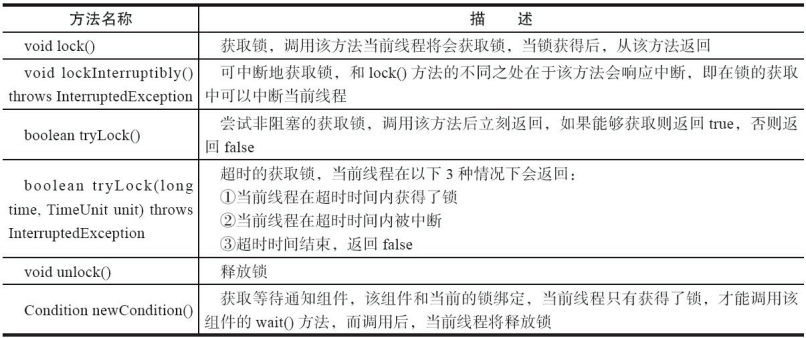 方法名称 描 述
void lock() 获取锁，调用该方法当前线程将会获取锁，当锁获得后，从该方法返回
void lockInterruptibly() throws InterruptedException 可中断地获取锁，和 lock() 方法的不同之处在于该方法会响应中断，即在锁的获取
中可以中断当前线程
boolean tryLock() 尝试非阻塞的获取锁，调用该方法后立刻返回，如果能够获取则返回 true，否则返
回 false
boolean tryLock(long
time, TimeUnit unit) throws
InterruptedException
超时的获取锁，当前线程在以下 3 种情况下会返回：
①当前线程在超时时间内获得了锁
②当前线程在超时时间内被中断
③超时时间结束，返回 false
void unlock() 释放锁
Condition newCondition() 获取等待通知组件，该组件和当前的锁绑定，当前线程只有获得了锁，才能调用该
组件的 wait() 方法，而调用后，当前线程将释放锁